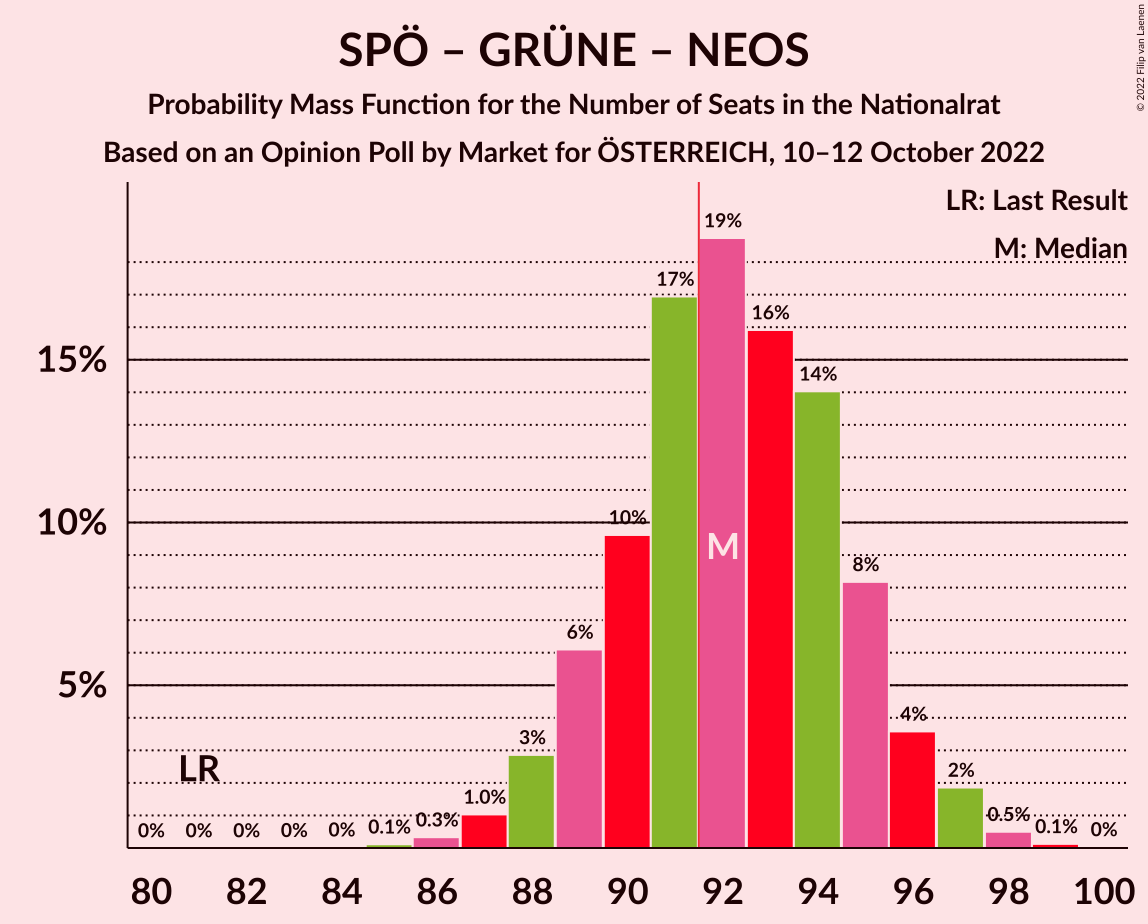 SPÖ – GRÜNE – NEOS
Probability Mass Function for the Number of Seats in the Nationalrat
Based on an Opinion Poll by Market for ÖSTERREICH, 10–12 October 2022
© 2022 Filip van Laenen
LR: Last Result
M: Median
15%
10%
5%
0% 0% 0% 0% 0% 0.1% 0.3% 1.0% 3% 6% 10% 17% 19% 16% 14% 8% 4% 2% 0.5% 0.1% 0%
LR
M
80 82 84 86 88 90 92 94 96 98 100